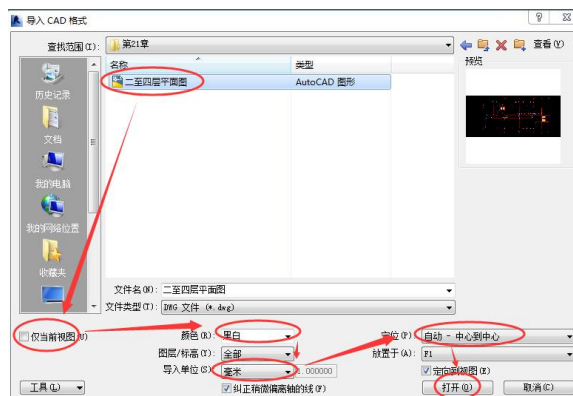 导入 CAD 格式
查找范围(I): 第21章 查看(V)
名称 类型 预览
二至四层平面图 AutoCAD 图形
历史记录
文档
我的电脑
我的网络位置
收藏夹
文件名(N): 二至四层平面图
文件类型(T): DWG 文件 (*.dwg)
仅当前视图(U) 颜色(R): 黑白 定位(P): 自动 - 中心到中心
图层/标高(Y): 全部 放置于(A): F1
导入单位(S): 毫米 1.000000 定向到视图(E)
纠正稍微偏离轴的线(F)
工具(L) 打开(O) 取消(C)